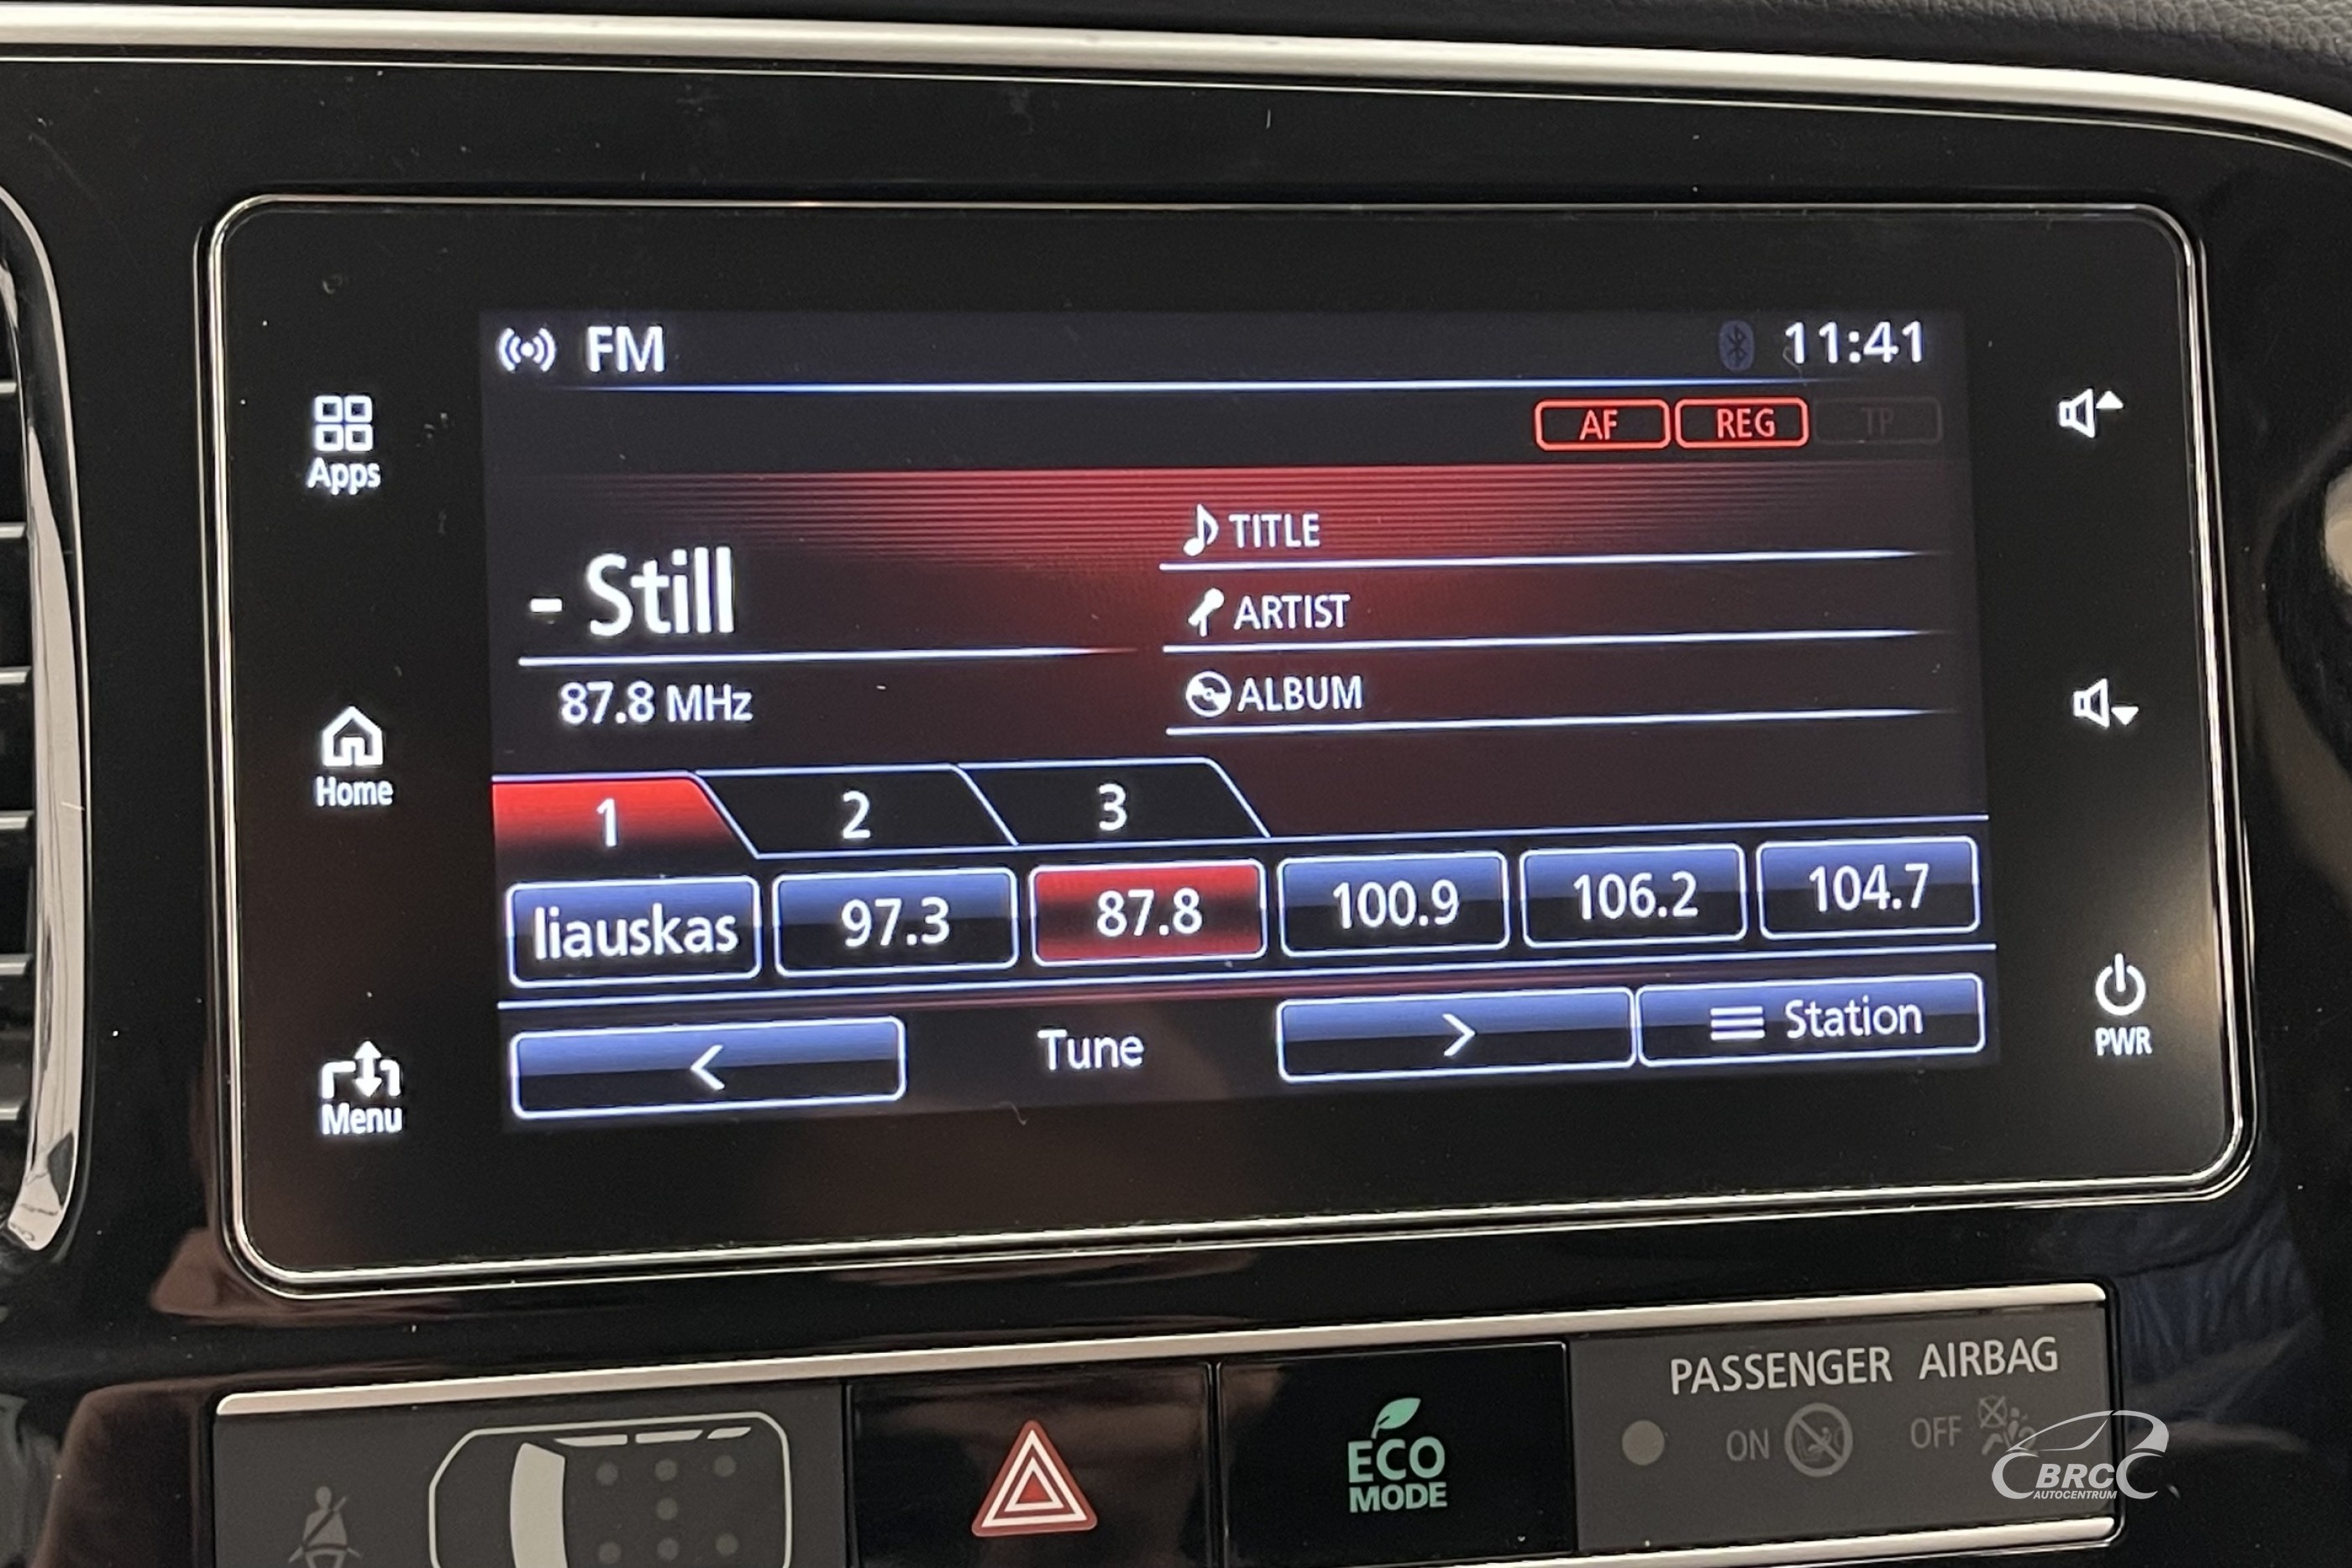 FM 11:41
AF REG TP
Apps
TITLE
- Still
ARTIST
87.8 MHz
ALBUM
Home
1 2 3
liauskas 97.3 87.8 100.9 106.2 104.7
< Tune > Station
PWR
Menu
PASSENGER AIRBAG
ON OFF
ECO
MODE
BRC
AUTOCENTRUM